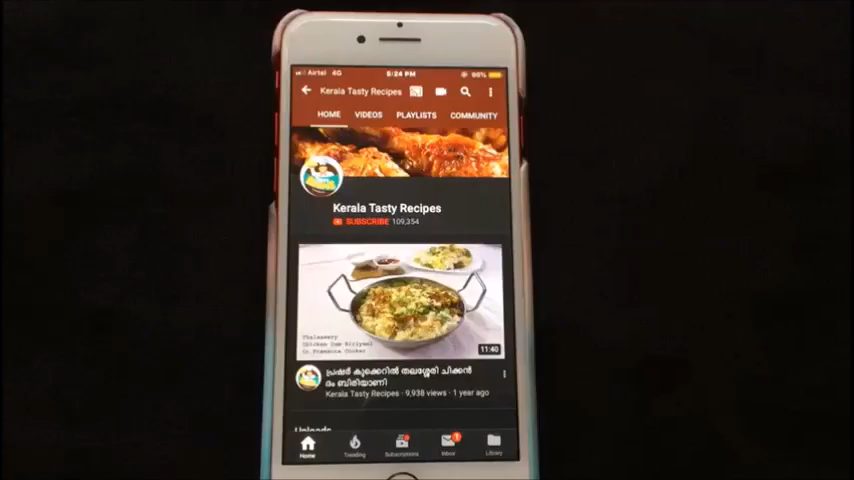 Airtel 4G 5:24 PM
Kerala Tasty Recipes
HOME VIDEOS PLAYLISTS COMMUNITY
Kerala Tasty Recipes
SUBSCRIBE 109,354
Thalassery
Chicken Dum Biriyani
In Pressure Cooker
11:40
പ്രഷർ കുക്കെറിൽ തലശ്ശേരി ചിക്കൻ
ദം ബിരിയാണി
Kerala Tasty Recipes · 9,938 views · 1 year ago
Uploads
Home Trending Subscriptions Inbox Library
1